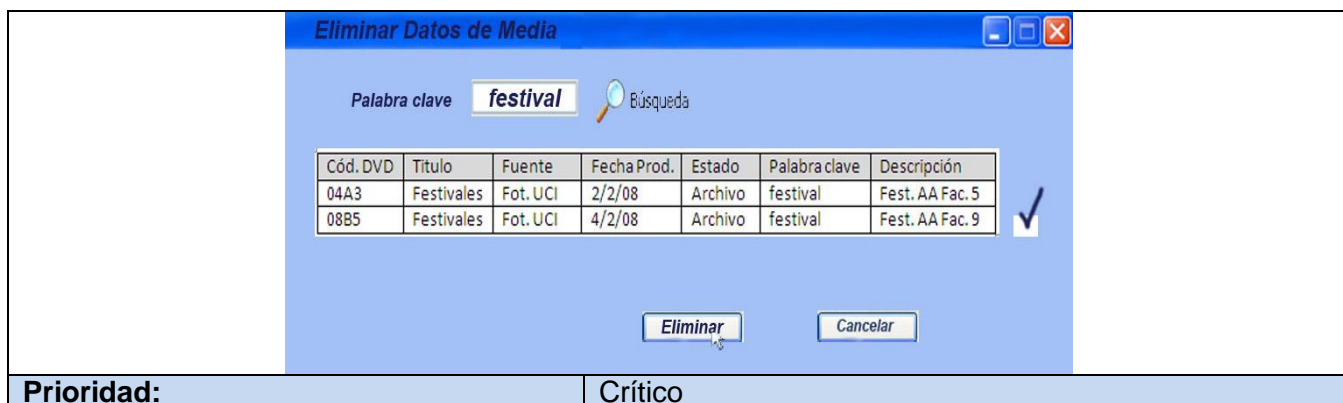 Eliminar Datos de Media
Palabra clave festival Búsqueda
Cód. DVD Titulo Fuente Fecha Prod. Estado Palabra clave Descripción
04A3 Festivales Fot. UCI 2/2/08 Archivo festival Fest. AA Fac. 5
08B5 Festivales Fot. UCI 4/2/08 Archivo festival Fest. AA Fac. 9
Eliminar Cancelar
Prioridad: Crítico